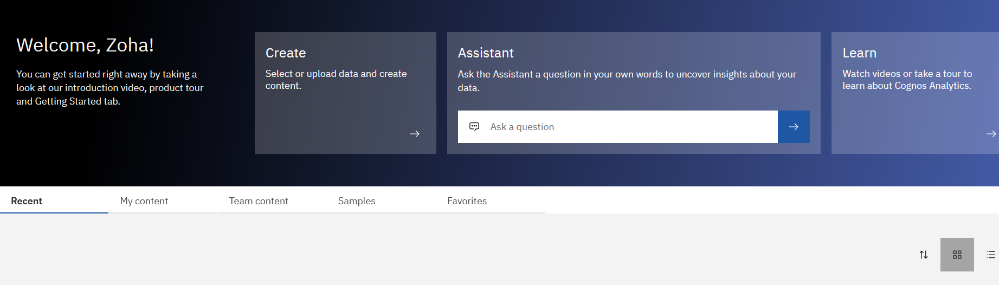 Welcome, Zoha!
You can get started right away by taking a
look at our introduction video, product tour
and Getting Started tab.
Create
Select or upload data and create
content.
Assistant
Ask the Assistant a question in your own words to uncover insights about your
data.
Ask a question
Learn
Watch videos or take a tour to
learn about Cognos Analytics.
Recent
My content
Team content
Samples
Favorites